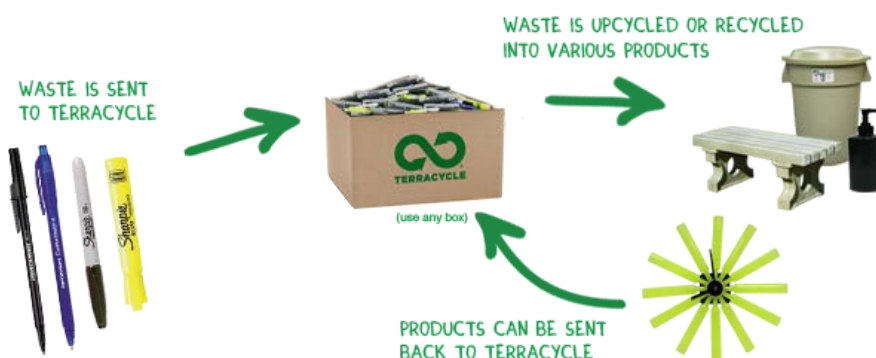 WASTE IS SENT
TO TERRACYCLE
TERRACYCLE
(use any box)
WASTE IS UPCYCLED OR RECYCLED
INTO VARIOUS PRODUCTS
Sharpie
Sharpie
PRODUCTS CAN BE SENT
BACK TO TERRACYCLE